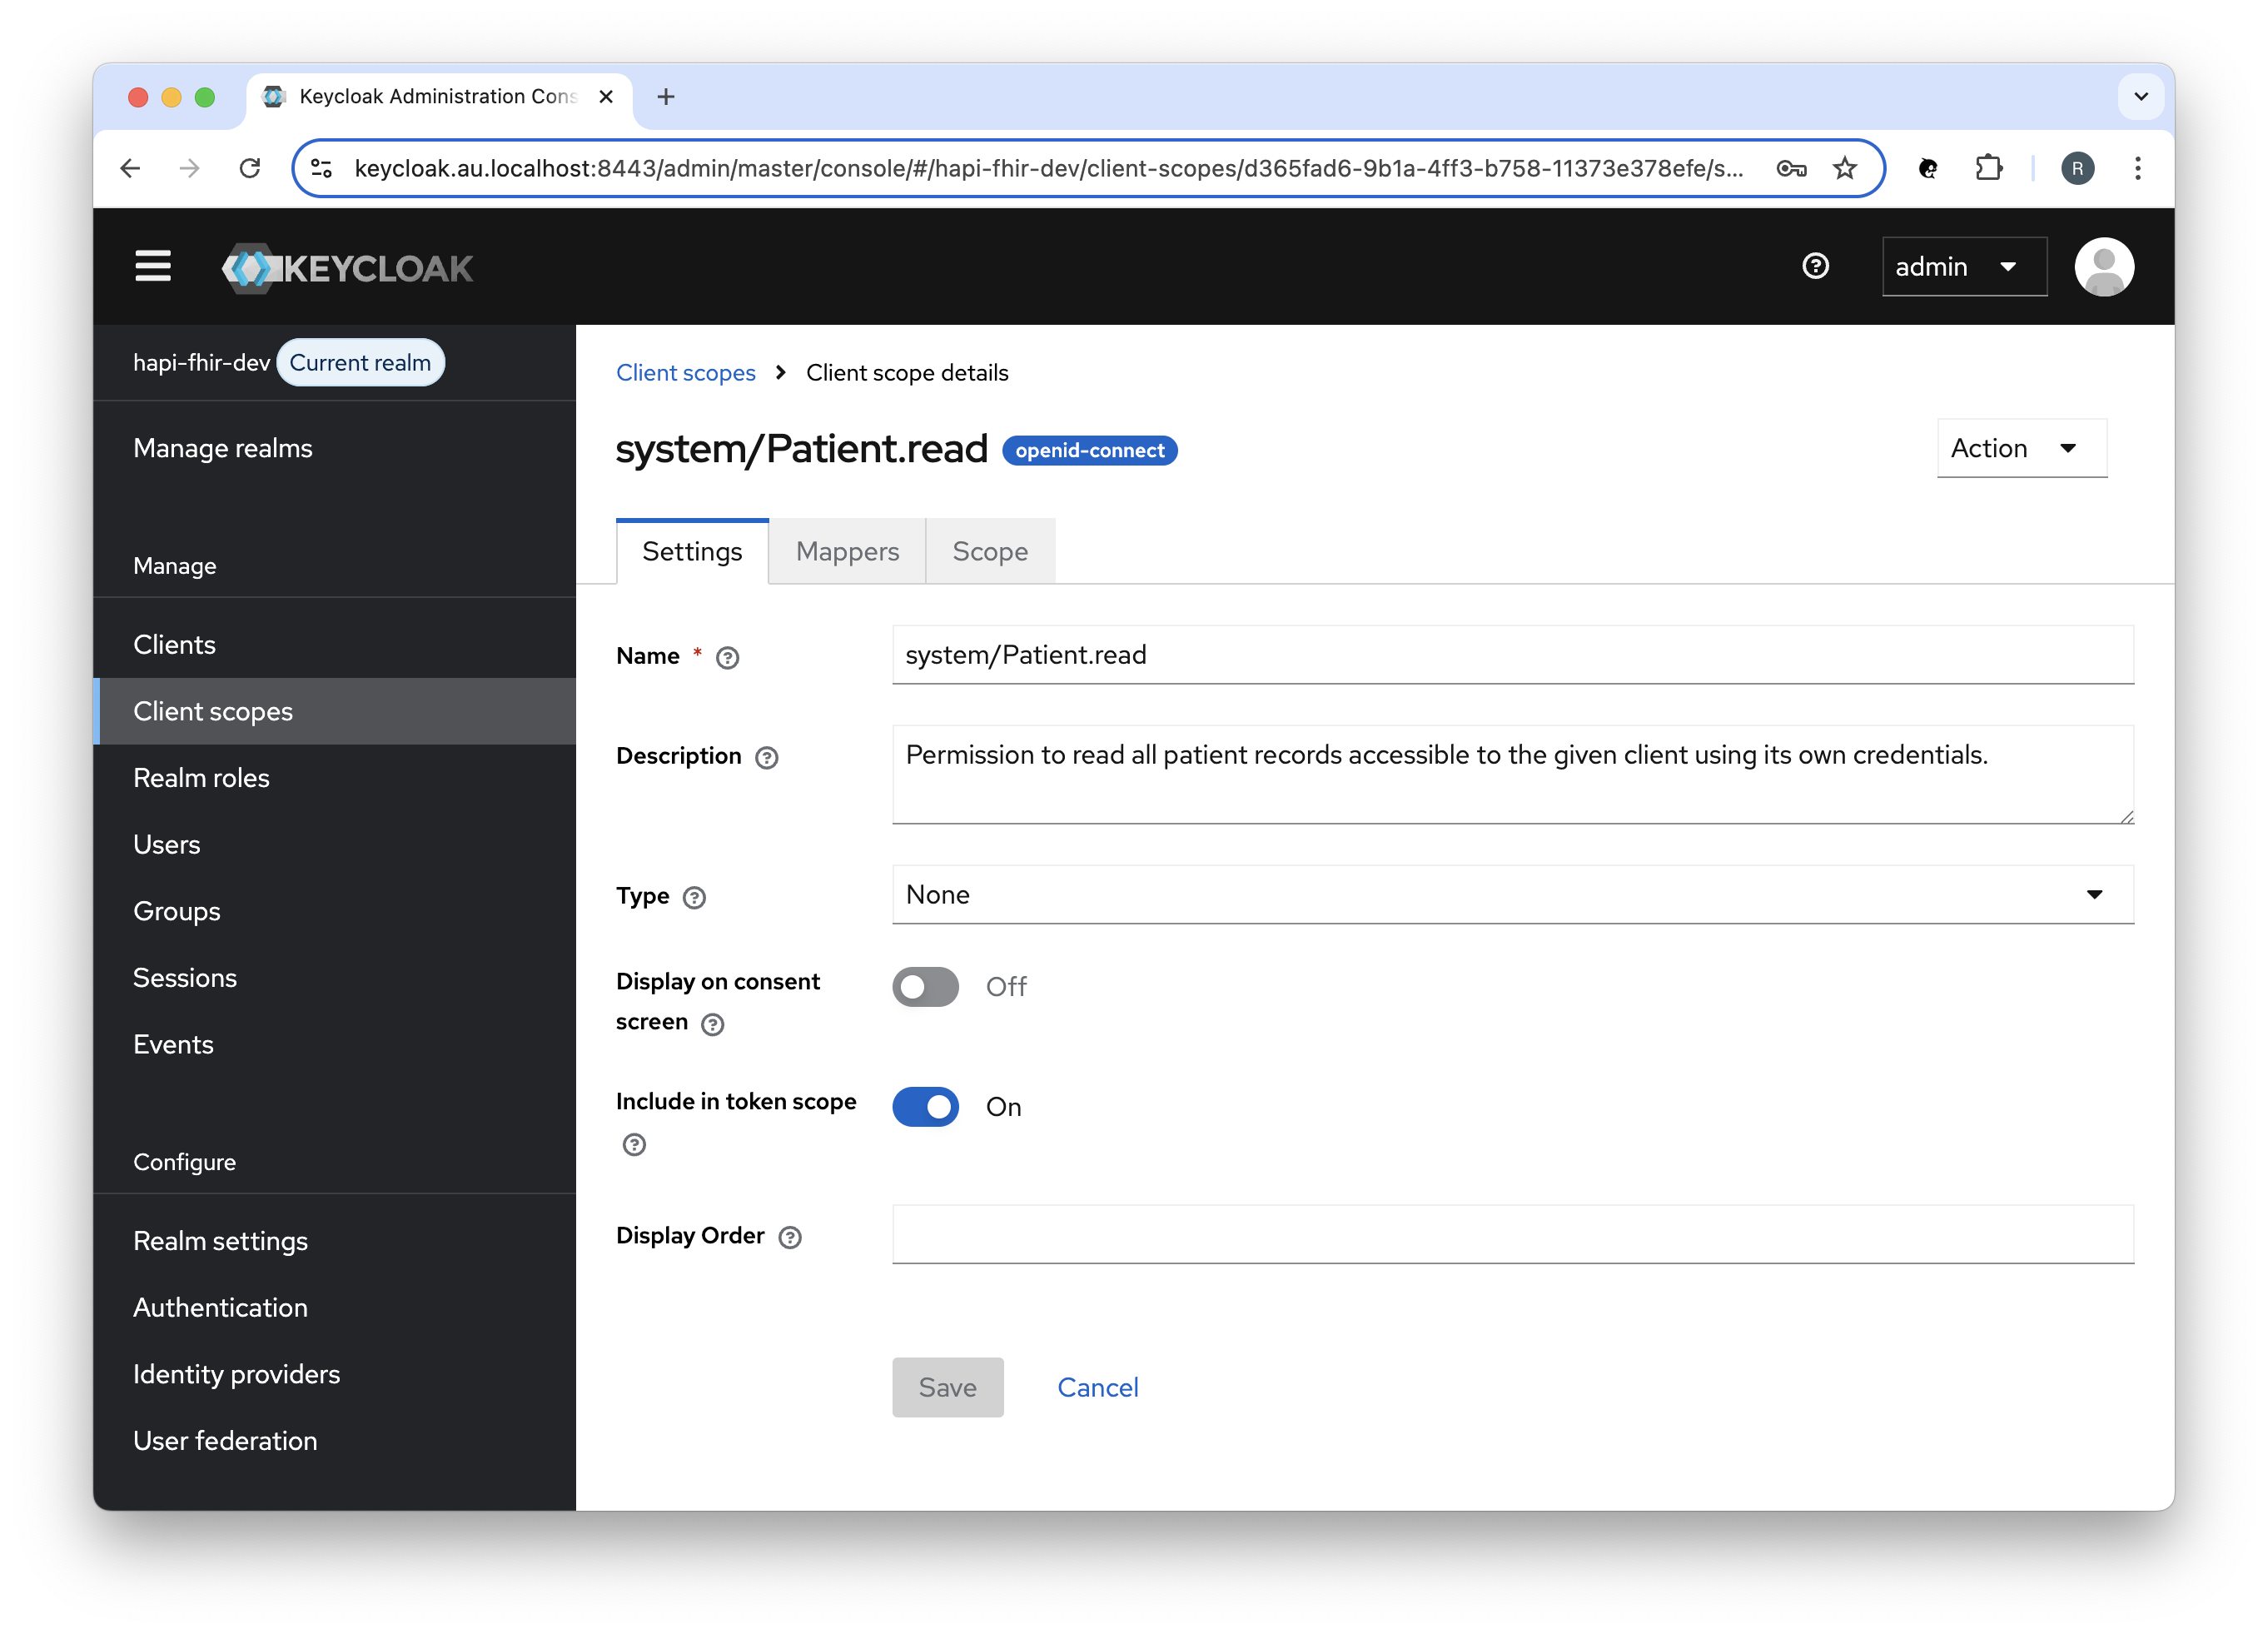 Keycloak Administration Cons
keycloak.au.localhost:8443/admin/master/console/#/hapi-fhir-dev/client-scopes/d365fad6-9b1a-4ff3-b758-11373e378efe/s...
R
KEYCLOAK
admin
hapi-fhir-dev Current realm
Manage realms
Manage
Clients
Client scopes
Realm roles
Users
Groups
Sessions
Events
Configure
Realm settings
Authentication
Identity providers
User federation
Client scopes > Client scope details
system/Patient.read openid-connect
Action
Settings Mappers Scope
Name * system/Patient.read
Description Permission to read all patient records accessible to the given client using its own credentials.
Type None
Display on consent
screen
Off
Include in token scope On
Display Order
Save Cancel